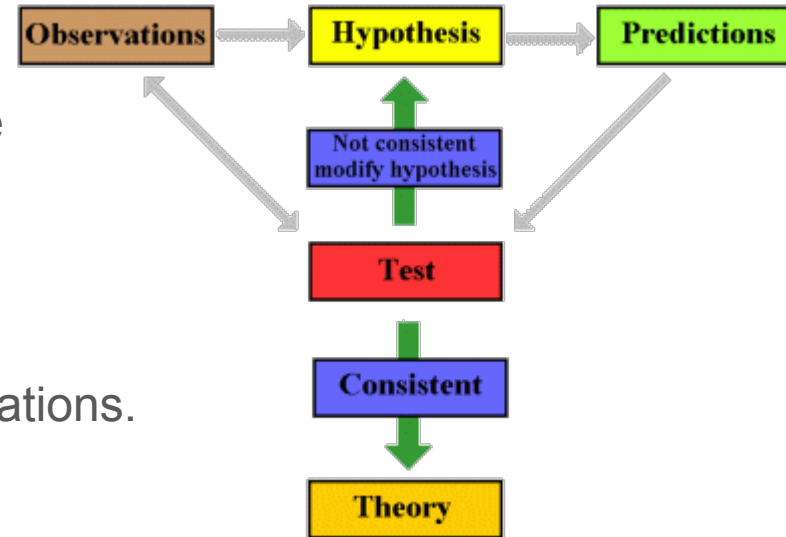 Observations
Hypothesis
Predictions
e
Not consistent
modify hypothesis
Test
Consistent
ations.
Theory